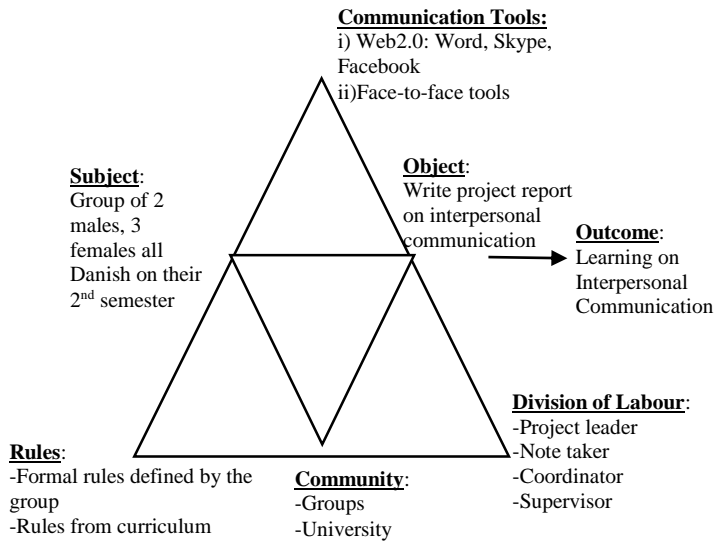 Communication Tools:
i) Web2.0: Word, Skype,
Facebook
ii)Face-to-face tools
Subject:
Group of 2
males, 3
females all
Danish on their
2nd semester
Object:
Write project report
on interpersonal
communication
Outcome:
Learning on
Interpersonal
Communication
Rules:
-Formal rules defined by the
group
-Rules from curriculum
Community:
-Groups
-University
Division of Labour:
-Project leader
-Note taker
-Coordinator
-Supervisor